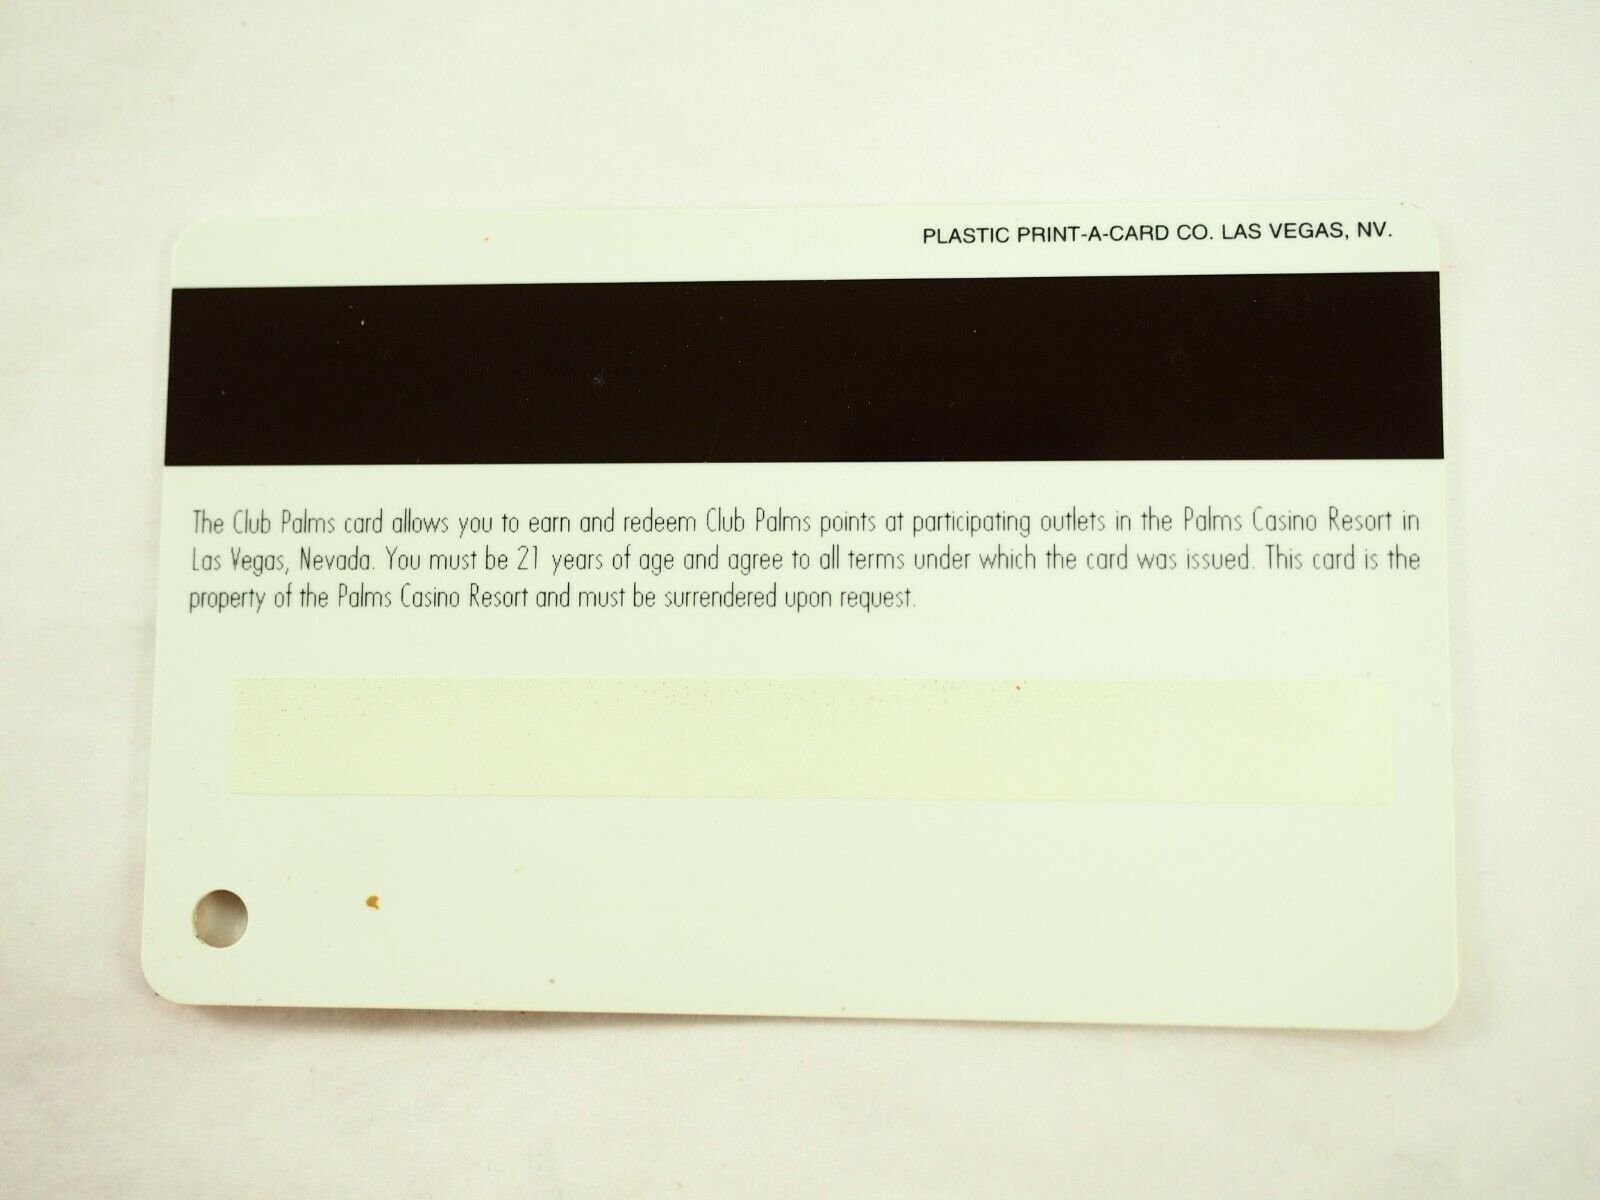 PLASTIC PRINT-A-CARD CO. LAS VEGAS, NV.
The Club Palms card allows you to earn and redeem Club Palms points at participating outlets in the Palms Casino Resort in
Las Vegas, Nevada. You must be 21 years of age and agree to all terms under which the card was issued. This card is the
property of the Palms Casino Resort and must be surrendered upon request.